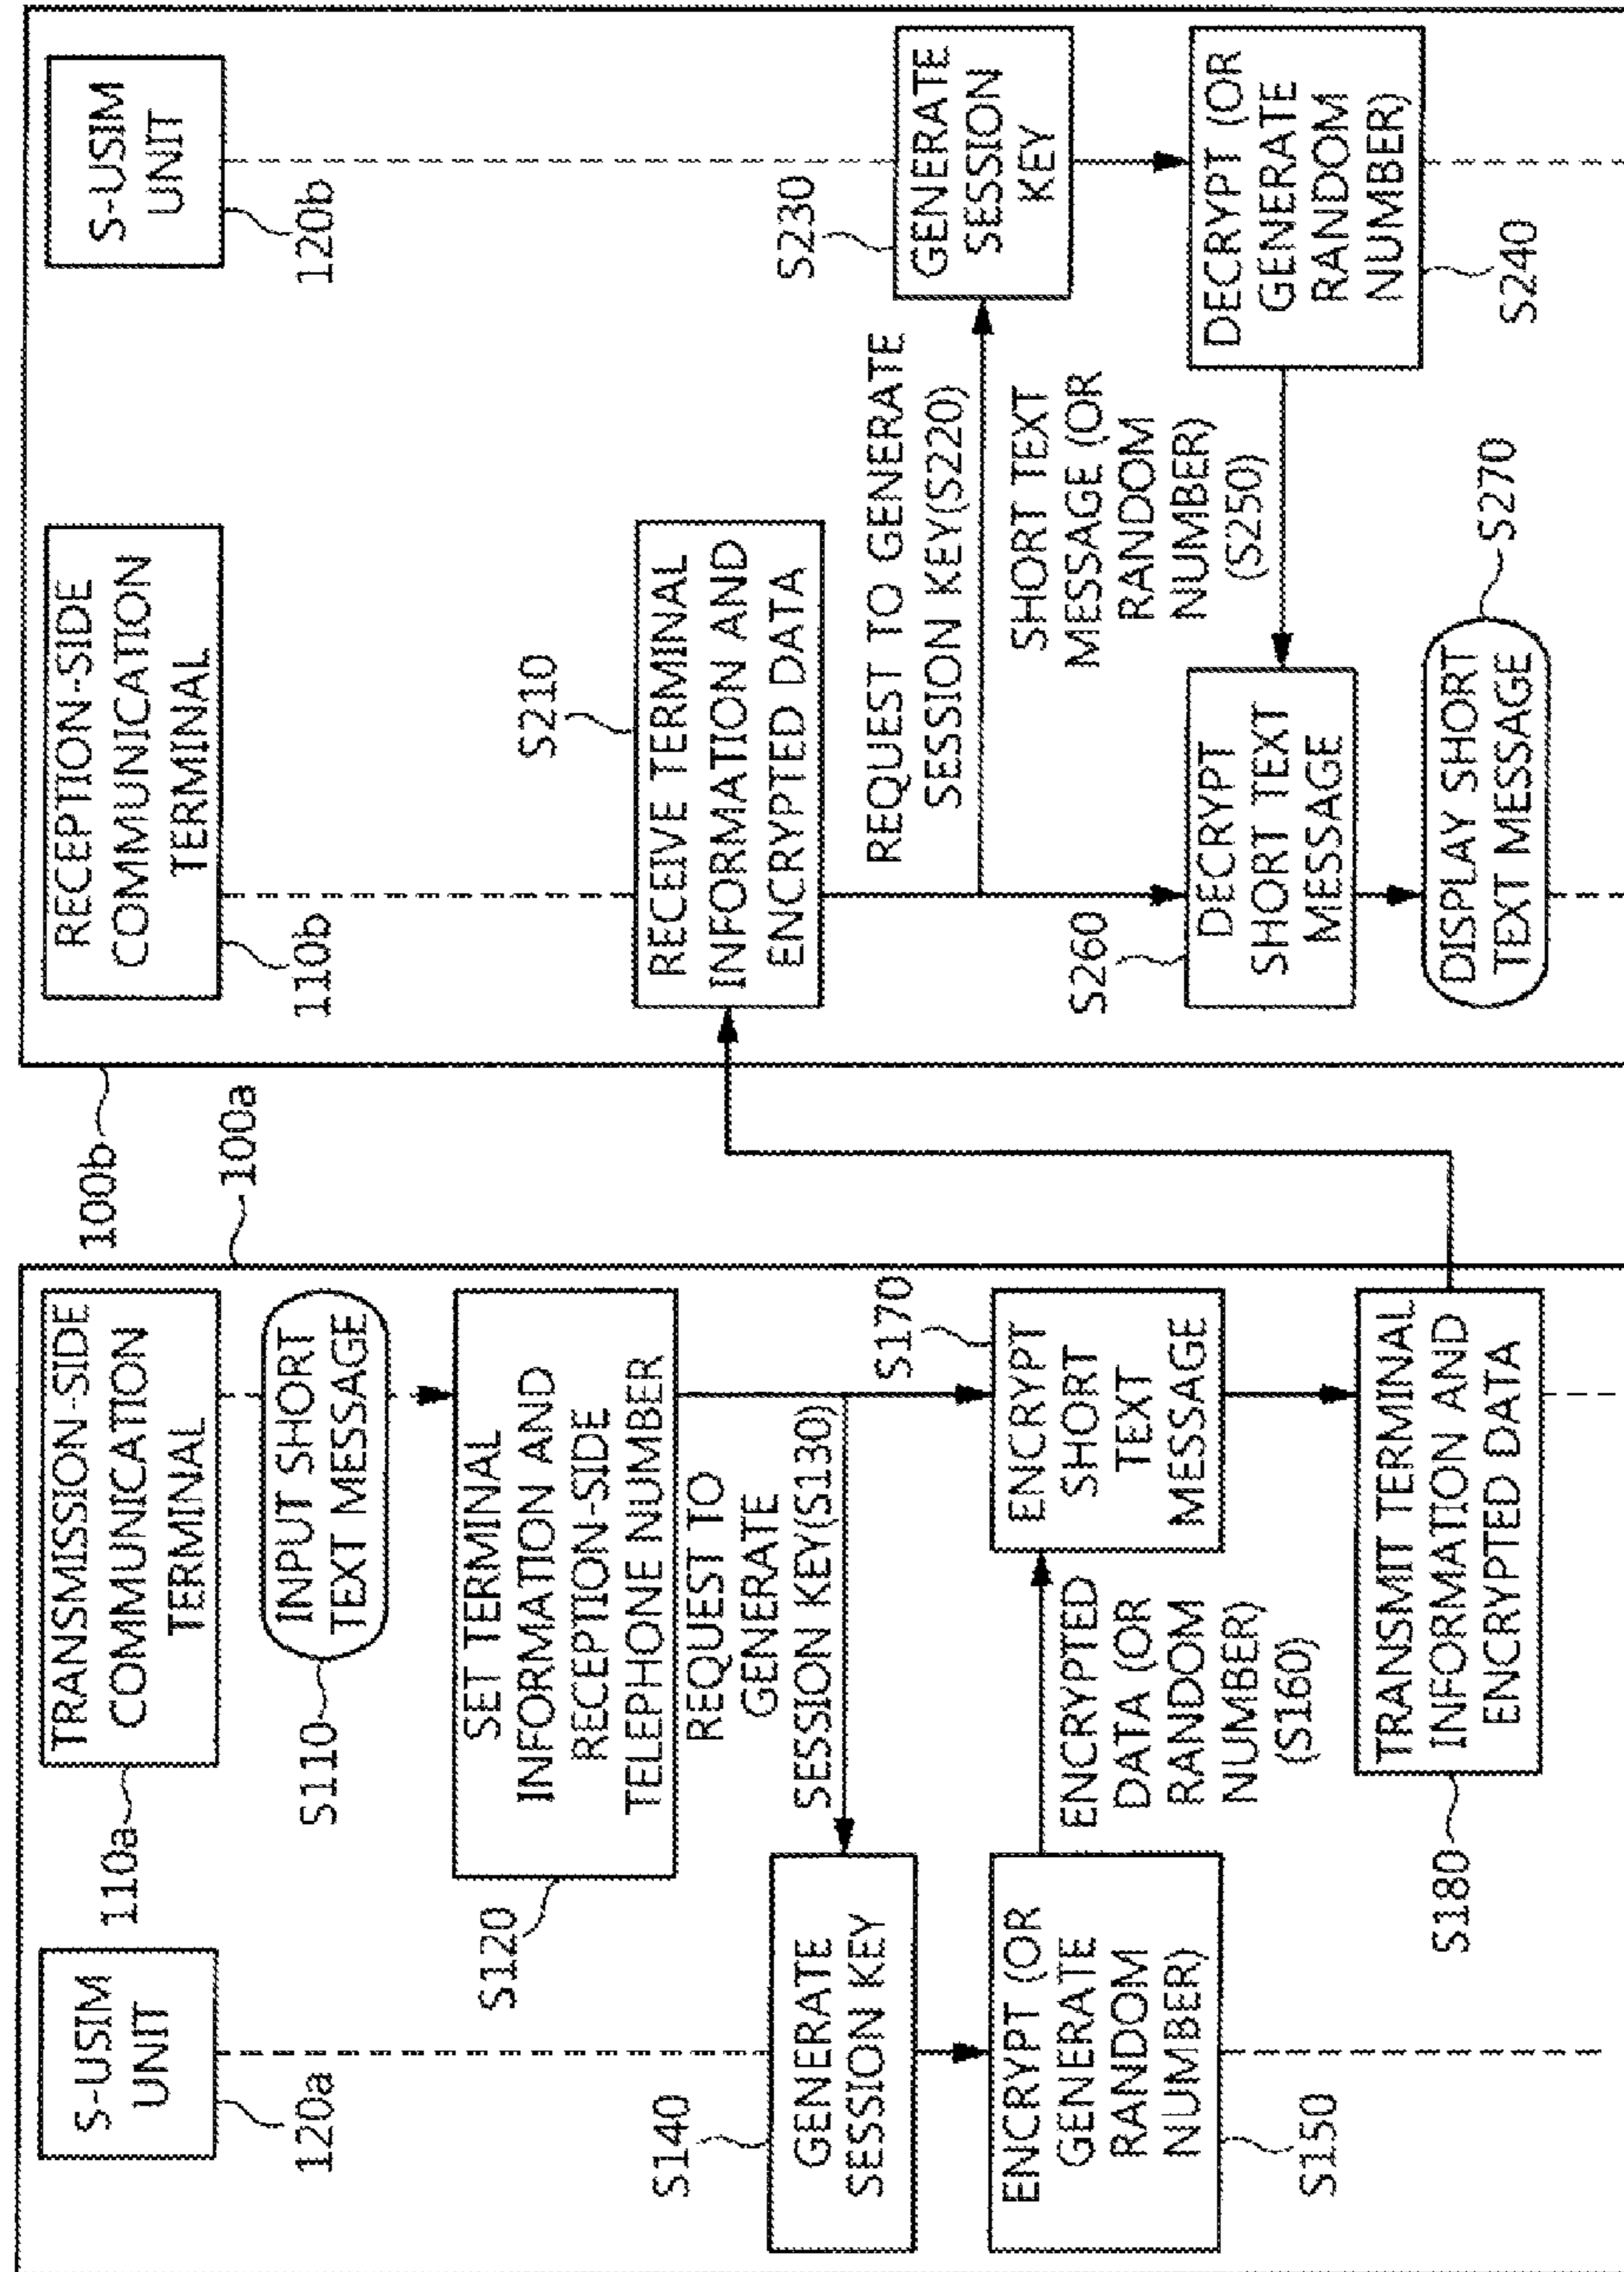 S-USIM
UNIT
120a
TRANSMISSION-SIDE
COMMUNICATION
TERMINAL
110a
100a
INPUT SHORT
TEXT MESSAGE
S110
SET TERMINAL
INFORMATION AND
RECEPTION-SIDE
TELEPHONE NUMBER
S120
REQUEST TO
GENERATE
SESSION KEY(S130)
S140
GENERATE
SESSION KEY
ENCRYPT (OR
GENERATE
RANDOM
NUMBER)
S150
ENCRYPTED
DATA (OR
RANDOM
NUMBER)
(S160)
S170
ENCRYPT
SHORT
TEXT
MESSAGE
TRANSMIT TERMINAL
INFORMATION AND
ENCRYPTED DATA
S180
100b
RECEPTION-SIDE
COMMUNICATION
TERMINAL
110b
S-USIM
UNIT
120b
S210
RECEIVE TERMINAL
INFORMATION AND
ENCRYPTED DATA
REQUEST TO GENERATE
SESSION KEY(S220)
S230
GENERATE
SESSION
KEY
DECRYPT (OR
GENERATE
RANDOM
NUMBER)
S240
SHORT TEXT
MESSAGE (OR
RANDOM
NUMBER)
(S250)
S260
DECRYPT
SHORT TEXT
MESSAGE
DISPLAY SHORT
TEXT MESSAGE
S270